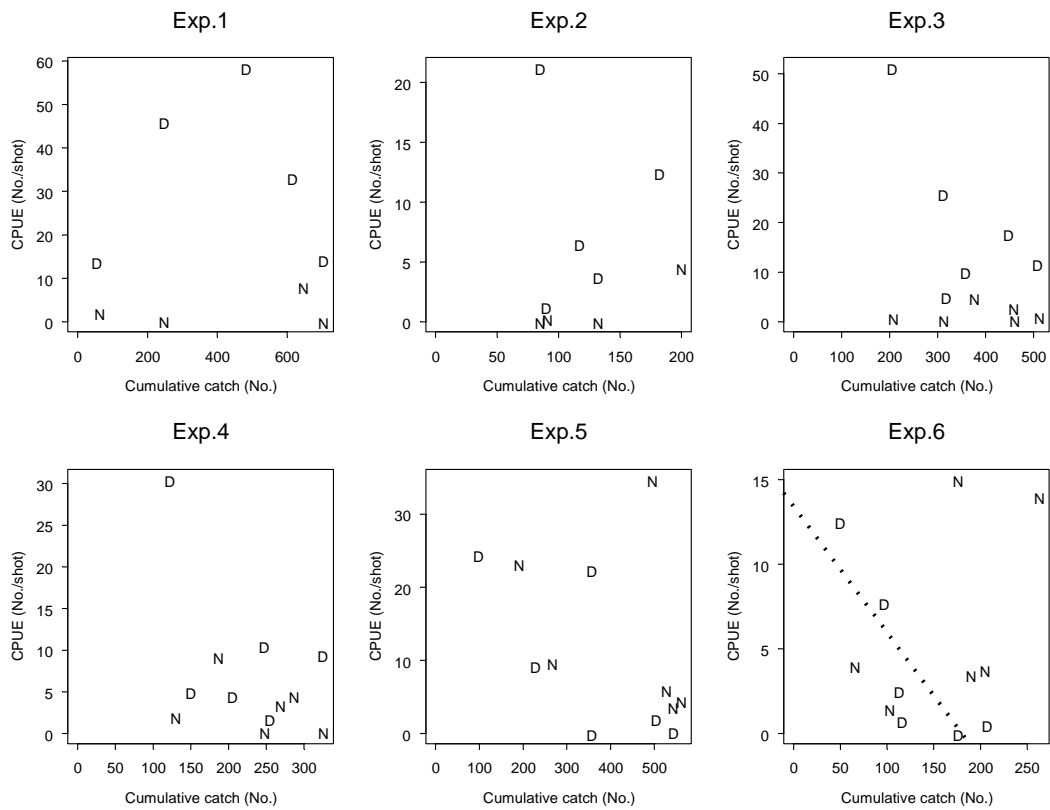 Exp.1
60
50
40
30
20
10
0
D
D
D
D
D
N
N
N
N
0 200 400 600
CPUE (No./shot)
Cumulative catch (No.)
Exp.2
20
15
10
5
0
D
D
D
D
D
N
N
N
N
0 50 100 150 200
CPUE (No./shot)
Cumulative catch (No.)
Exp.3
50
40
30
20
10
0
D
D
D
D
D
D
N
N
N
N
N
N
0 100 200 300 400 500
CPUE (No./shot)
Cumulative catch (No.)
Exp.4
30
25
20
15
10
5
0
D
D
D
D
D
D
N
N
N
N
N
N
0 50 100 150 200 250 300
CPUE (No./shot)
Cumulative catch (No.)
Exp.5
30
20
10
0
N
D
N
D
D
N
N
N
N
D
D
D
0 100 200 300 400 500
CPUE (No./shot)
Cumulative catch (No.)
Exp.6
15
10
5
0
N
N
D
D
N
N
N
D
N
D
D
D
0 50 100 150 200 250
CPUE (No./shot)
Cumulative catch (No.)